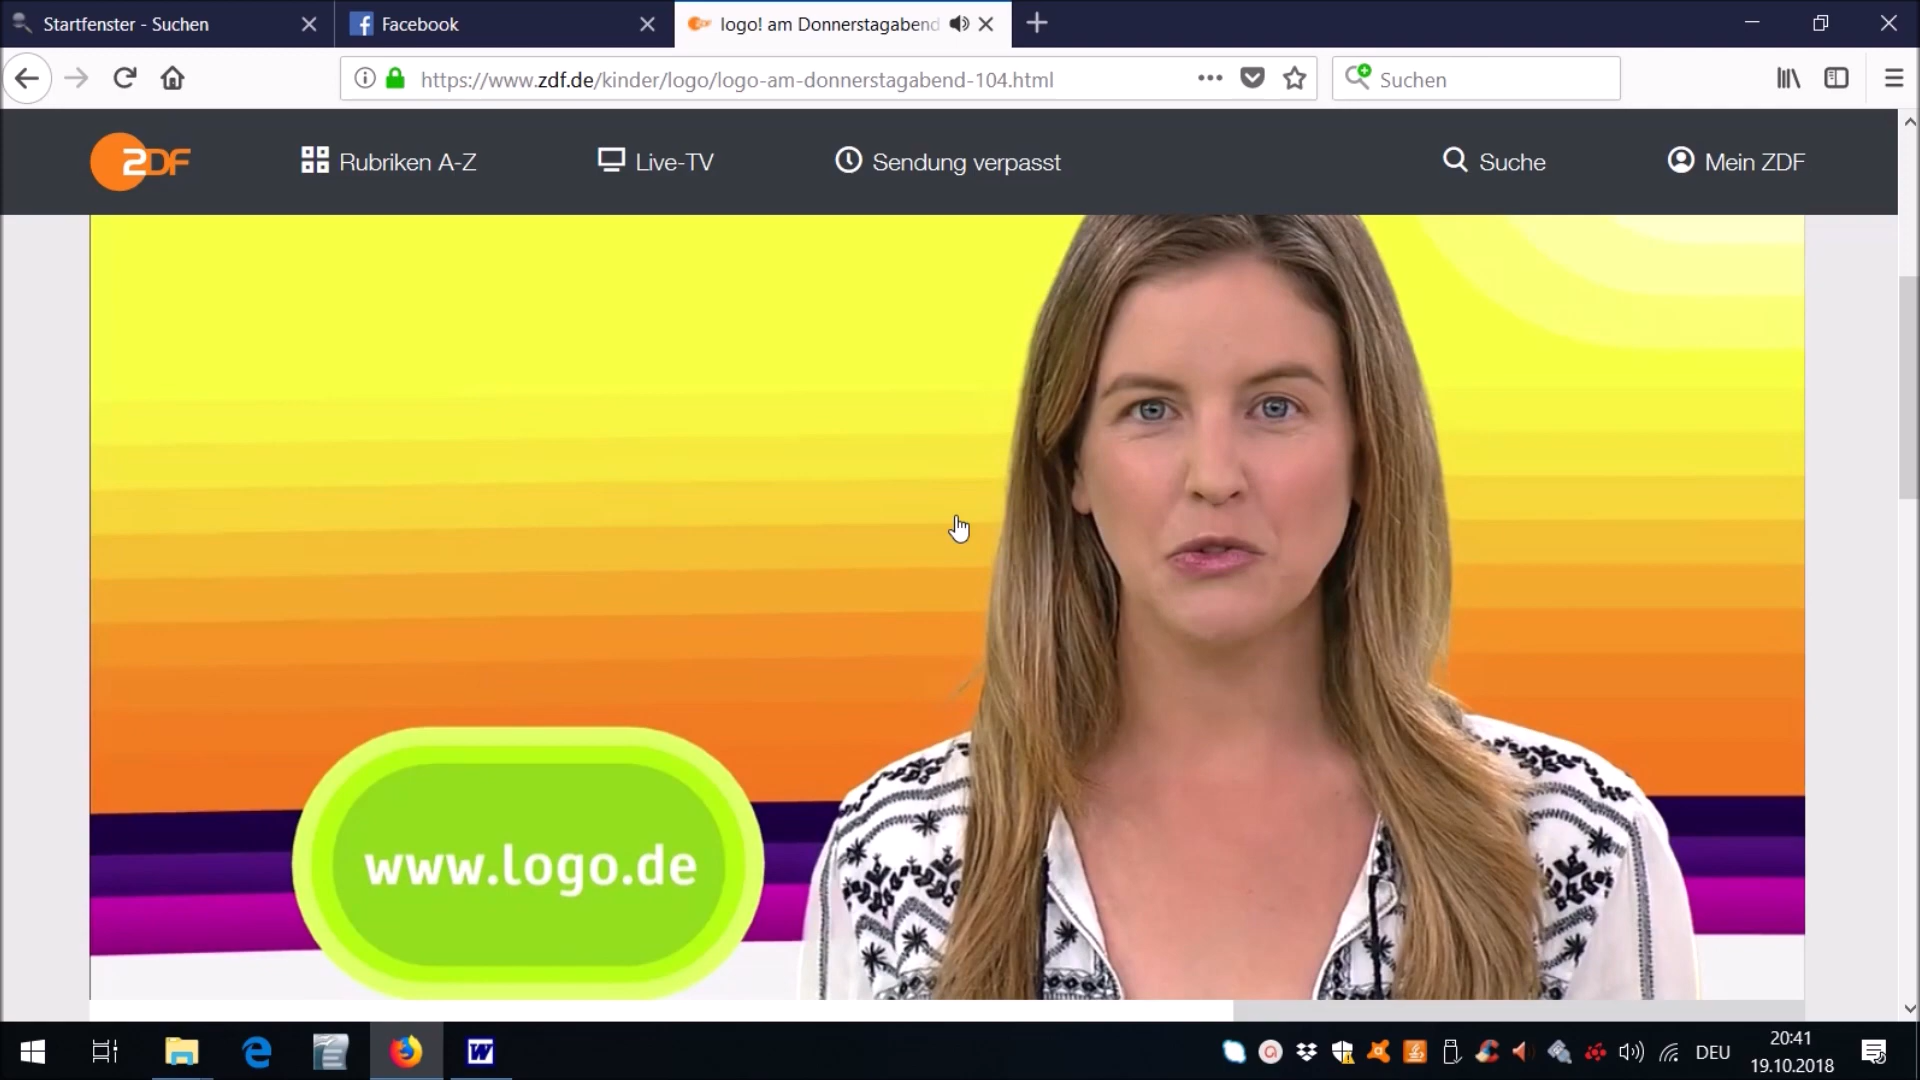 Startfenster - Suchen
Facebook
logo! am Donnerstagabend
https://www.zdf.de/kinder/logo/logo-am-donnerstagabend-104.html
Suchen
ZDF
Rubriken A-Z
Live-TV
Sendung verpasst
Suche
Mein ZDF
www.logo.de
DEU
20:41
19.10.2018